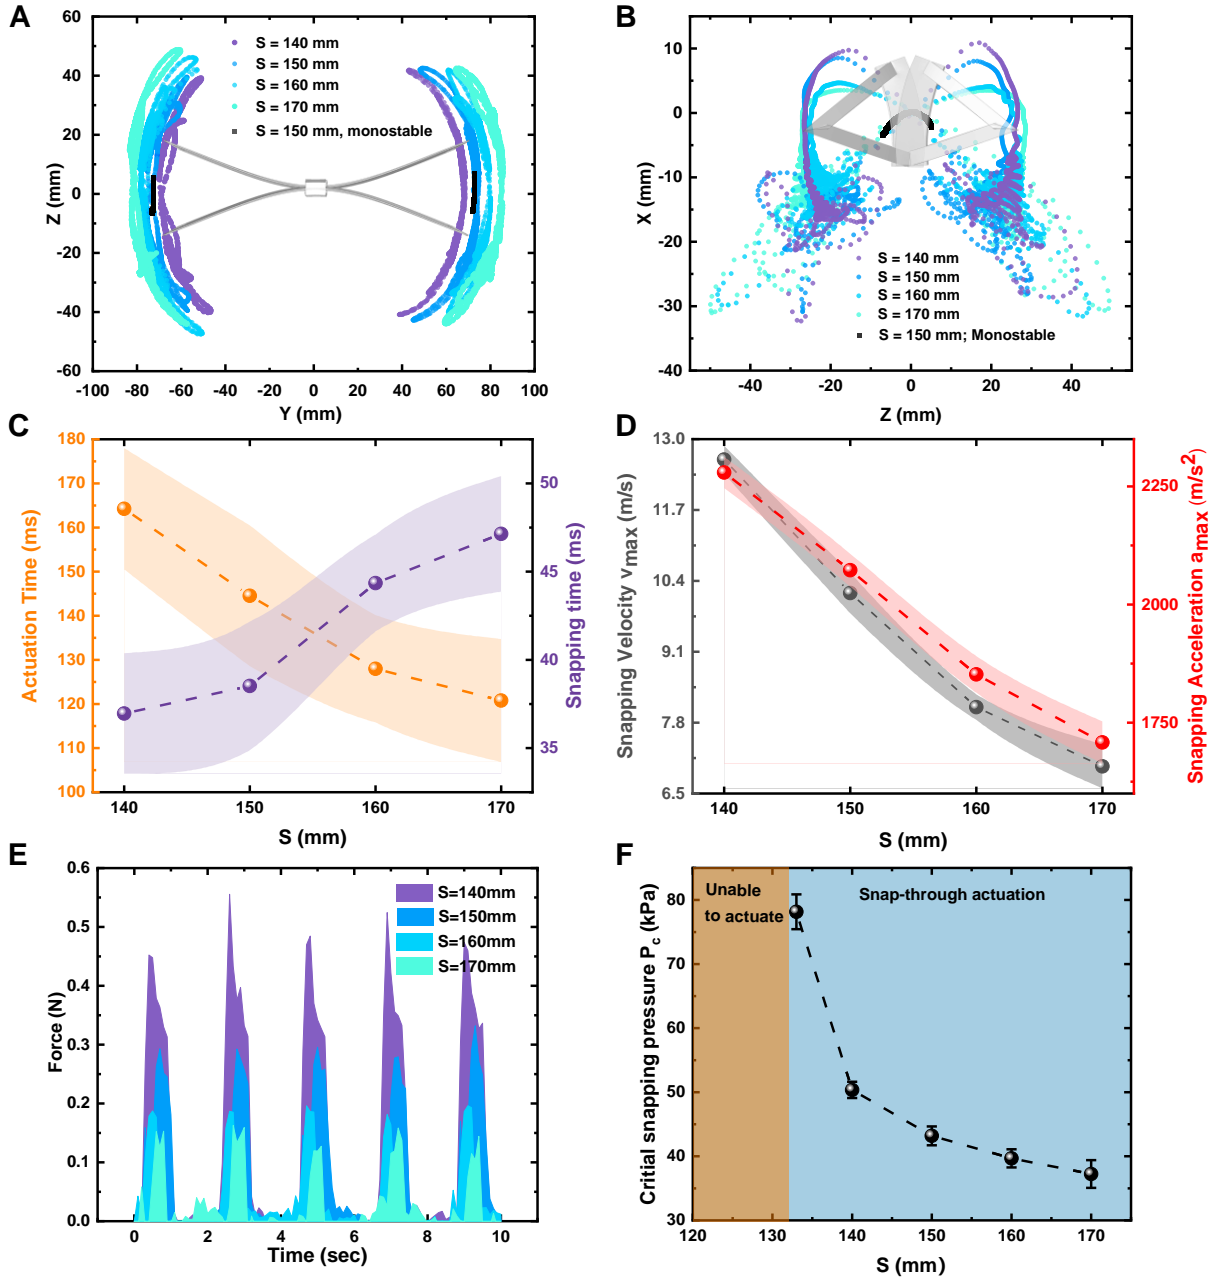 A
60
40
20
0
-20
-40
-60
Z (mm)
S = 140 mm
S = 150 mm
S = 160 mm
S = 170 mm
S = 150 mm, monostable
-100
-80
-60
-40
-20
0
20
40
60
80
100
Y (mm)
B
10
0
-10
-20
-30
-40
X (mm)
S = 140 mm
S = 150 mm
S = 160 mm
S = 170 mm
S = 150 mm; Monostable
-40
-20
0
20
40
Z (mm)
C
180
170
160
150
140
130
120
110
100
Actuation Time (ms)
50
45
40
35
Snapping time (ms)
140
150
160
170
S (mm)
D
13.0
11.7
10.4
9.1
7.8
6.5
Snapping Velocity vmax (m/s)
2250
2000
1750
Snapping Acceleration amax (m/s2)
140
150
160
170
S (mm)
E
0.6
0.5
0.4
0.3
0.2
0.1
0.0
Force (N)
S=140mm
S=150mm
S=160mm
S=170mm
0
2
4
6
8
10
Time (sec)
F
80
70
60
50
40
30
Critial snapping pressure Pc (kPa)
Unable
to actuate
Snap-through actuation
120
130
140
150
160
170
S (mm)